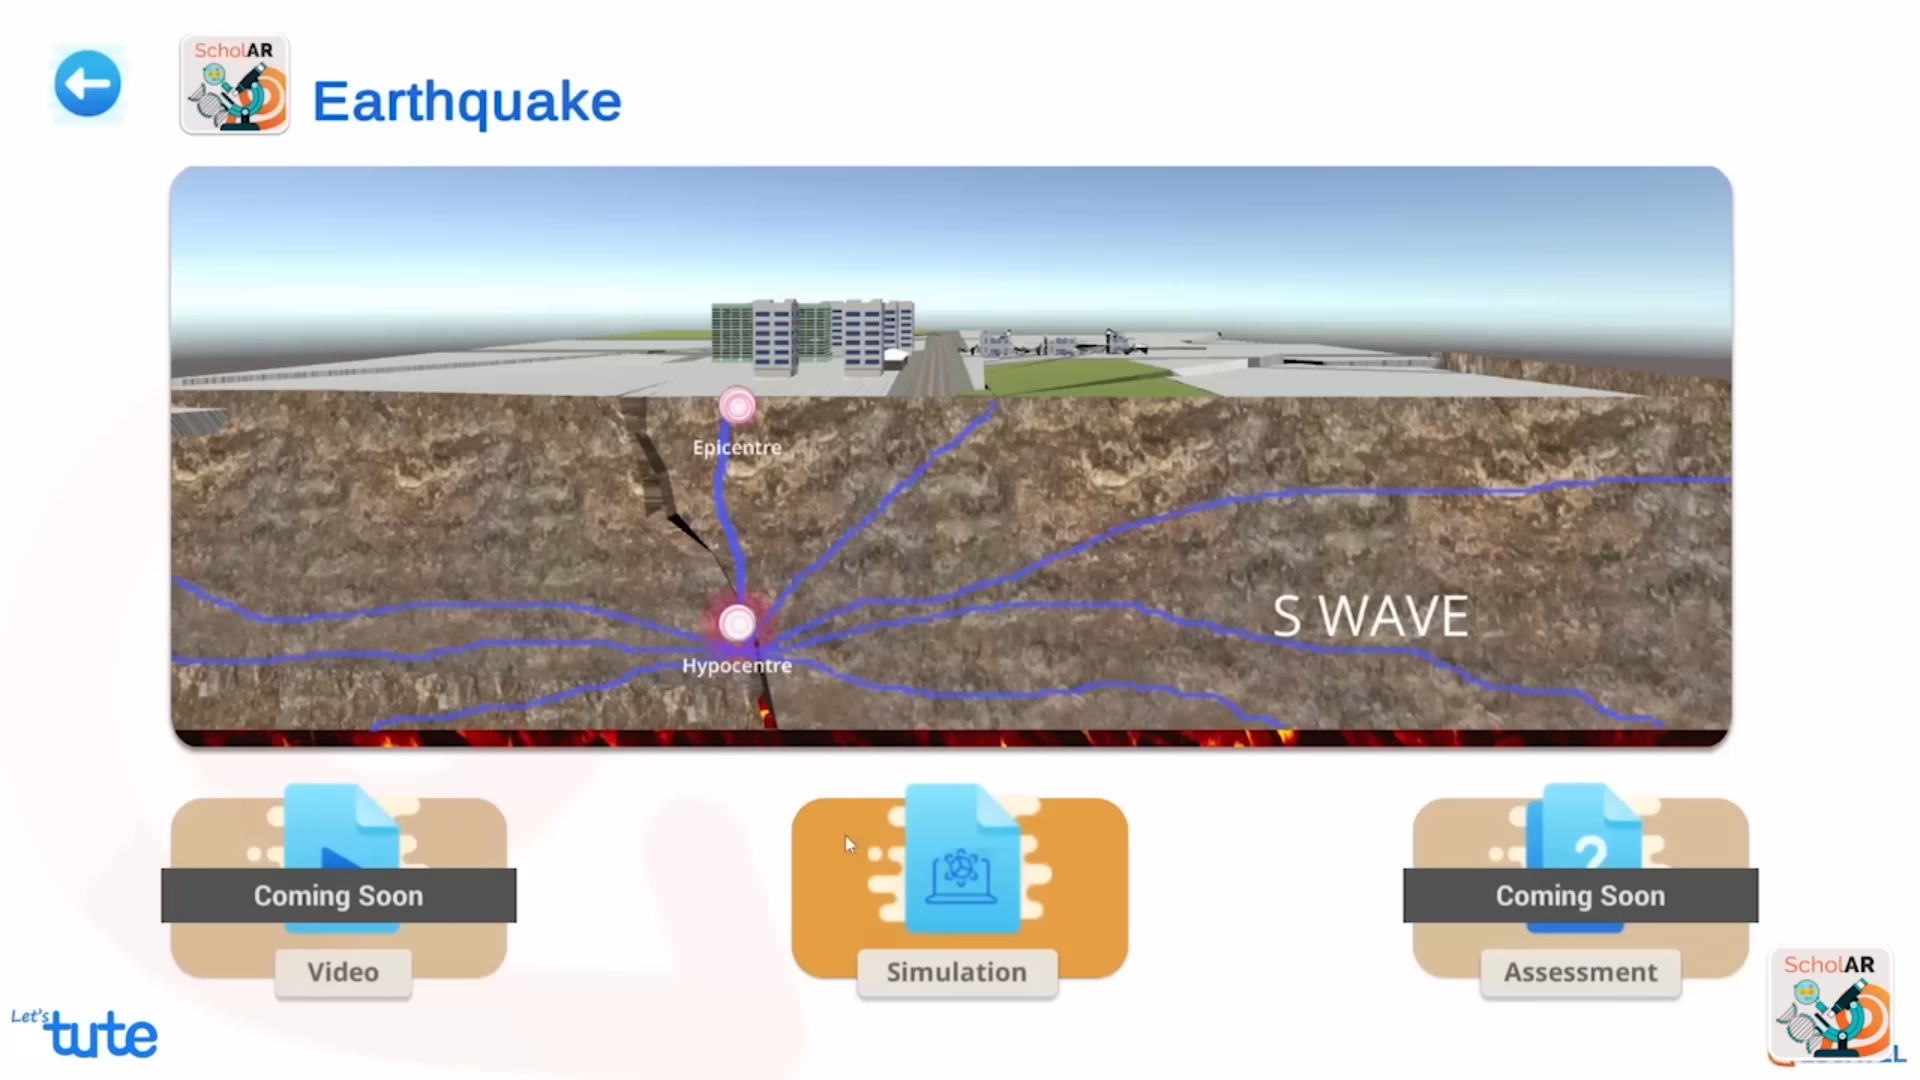 ScholAR
Earthquake
Epicentre
Hypocentre
S WAVE
Coming Soon
Coming Soon
Video
Simulation
Assessment
Let's
tute
ScholAR